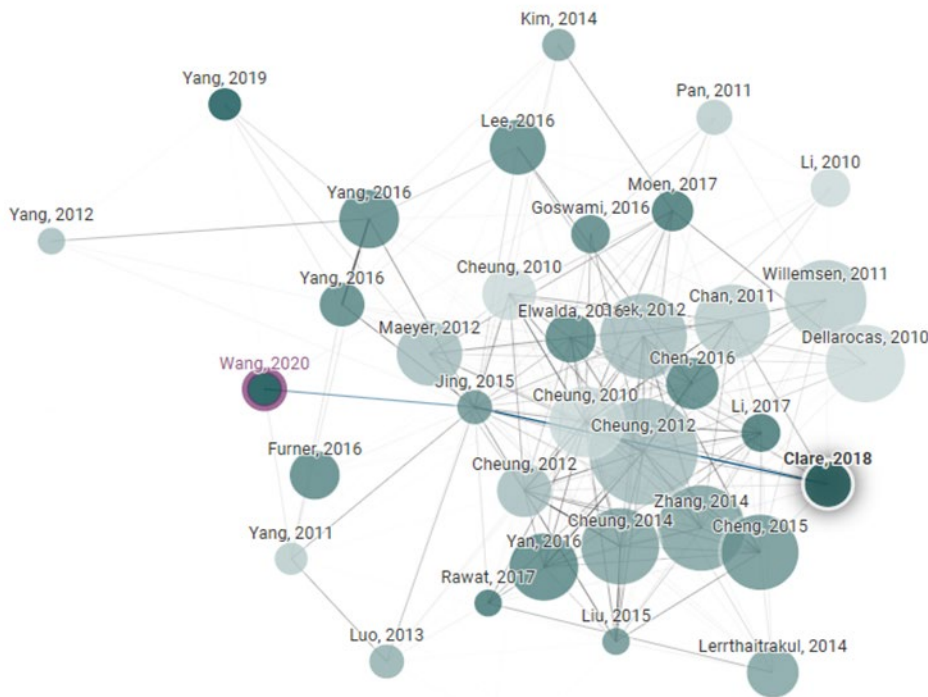 Kim, 2014
Yang, 2019
Pan, 2011
Lee, 2016
Li, 2010
Yang, 2016
Moen, 2017
Yang, 2012
Goswami, 2016
Cheung, 2010
Willemsen, 2011
Yang, 2016
Chan, 2011
Elwalda, 2016
2012
Maeyer, 2012
Dellarocas, 2010
Wang, 2020
Chen, 2016
Jing, 2015
Cheung, 2010
Li, 2017
Cheung, 2012
Furner, 2016
Clare, 2018
Cheung, 2012
Zhang, 2014
Cheung, 2014
Cheng, 2015
Yang, 2011
Yan, 2016
Rawat, 2017
Liu, 2015
Luo, 2013
Lerrthaitrakul, 2014